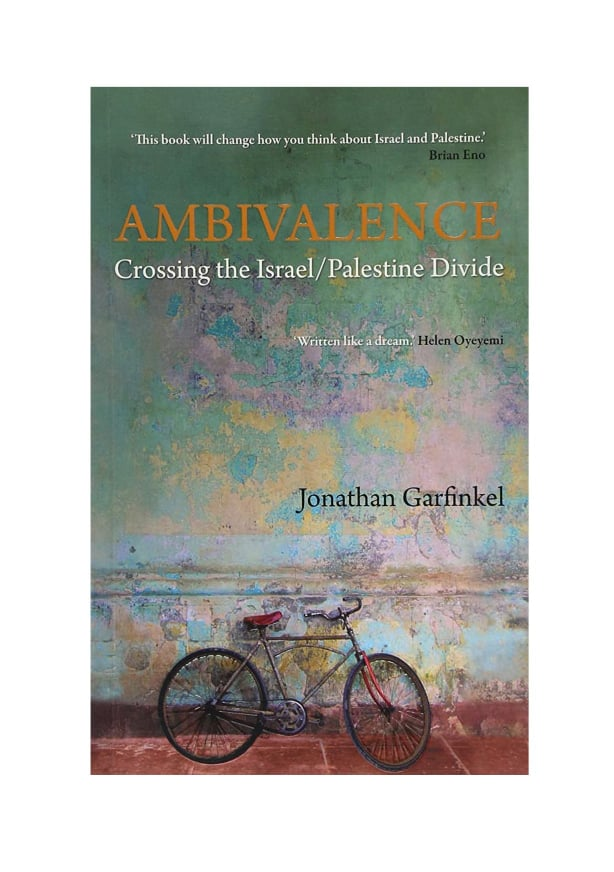 ‘This book will change how you think about Israel and Palestine.’
Brian Eno
AMBIVALENCE
Crossing the Israel/Palestine Divide
‘Written like a dream.’ Helen Oyeyemi
Jonathan Garfinkel